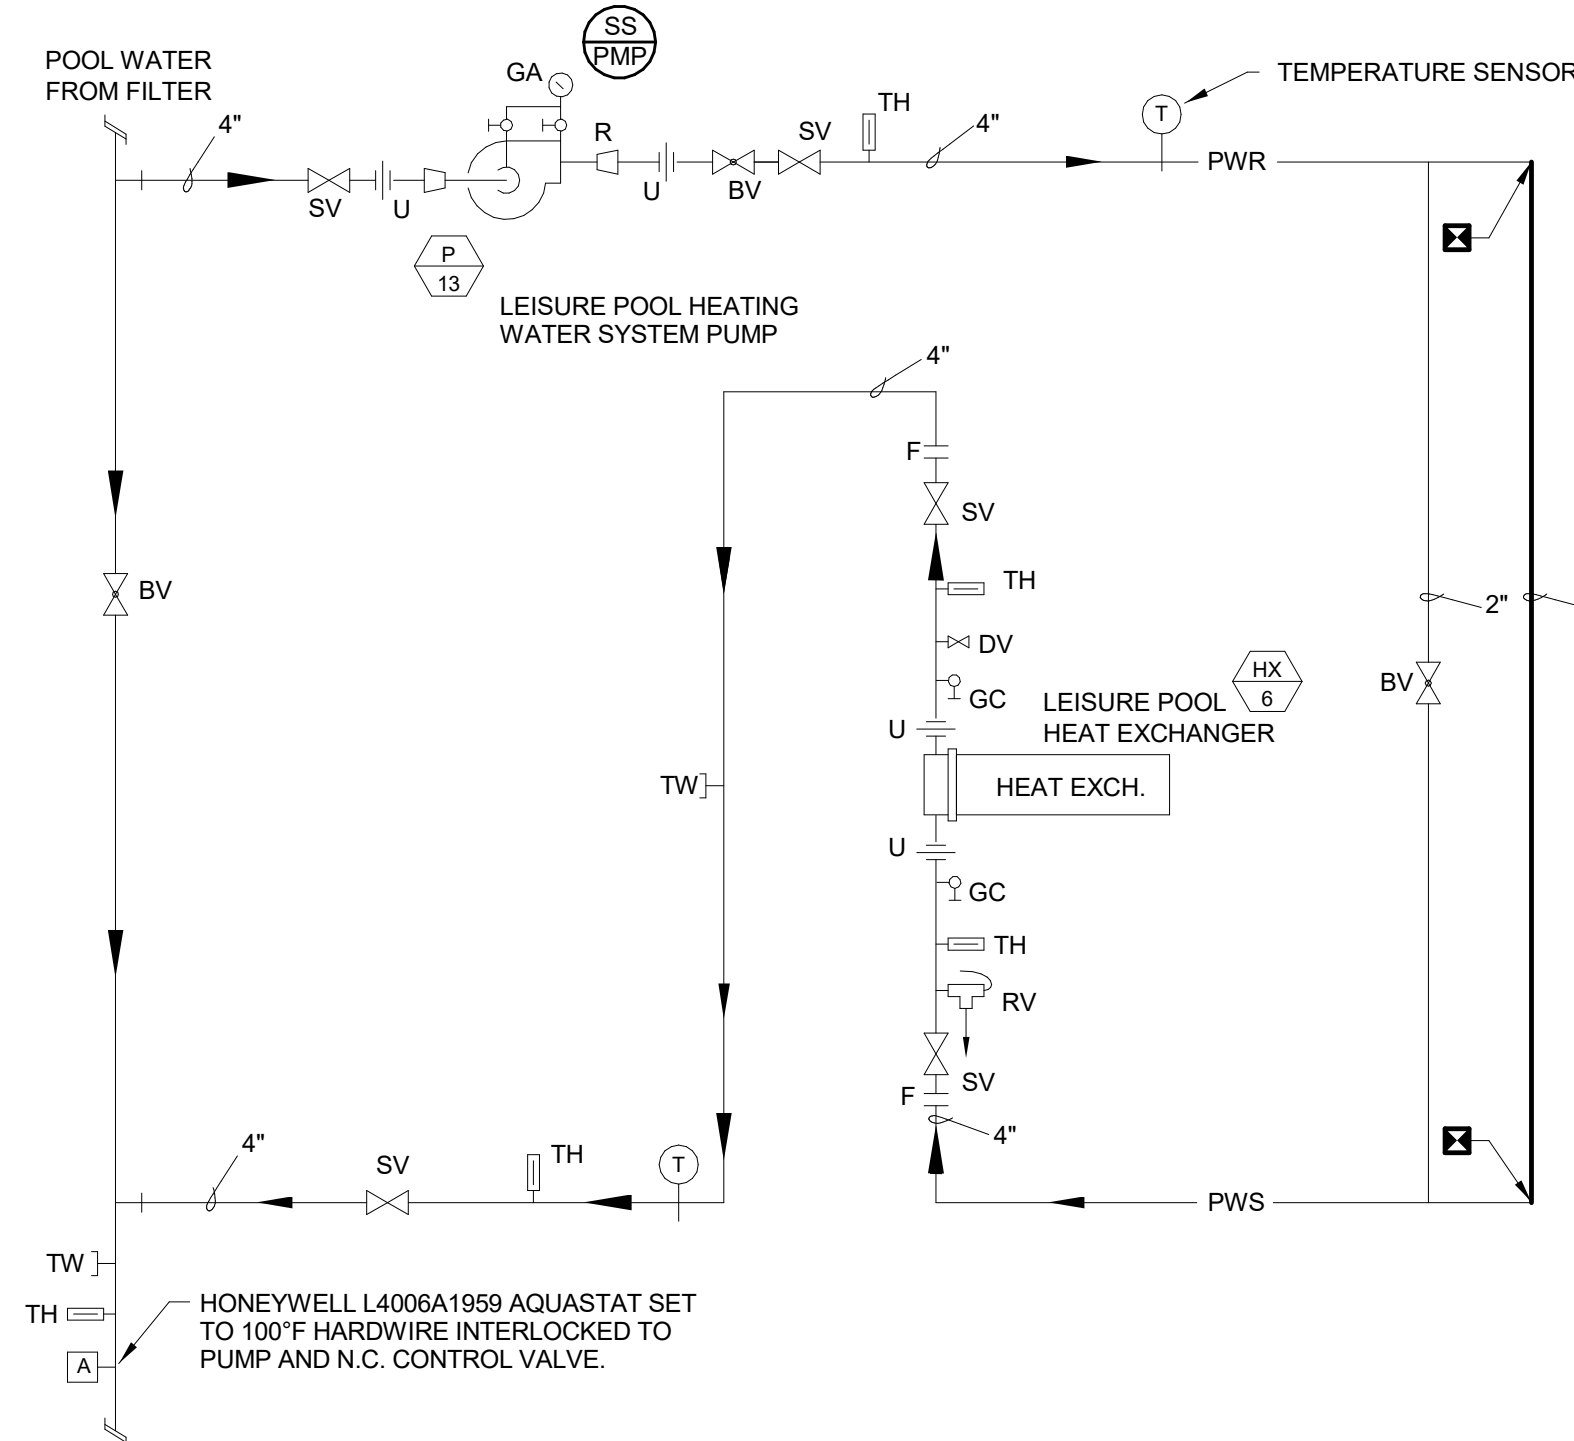 SS
PMP
POOL WATER
FROM FILTER
GA
TEMPERATURE SENSOR
4"
R
TH
SV
4"
T
PWR
SV
U
U
BV
P
13
LEISURE POOL HEATING
WATER SYSTEM PUMP
4"
F
SV
TH
BV
2"
DV
HX
6
GC
LEISURE POOL
HEAT EXCHANGER
BV
U
TW
HEAT EXCH.
U
GC
TH
RV
SV
F
4"
4"
SV
TH
T
PWS
TW
TH
HONEYWELL L4006A1959 AQUASTAT SET
TO 100°F HARDWIRE INTERLOCKED TO
PUMP AND N.C. CONTROL VALVE.
A